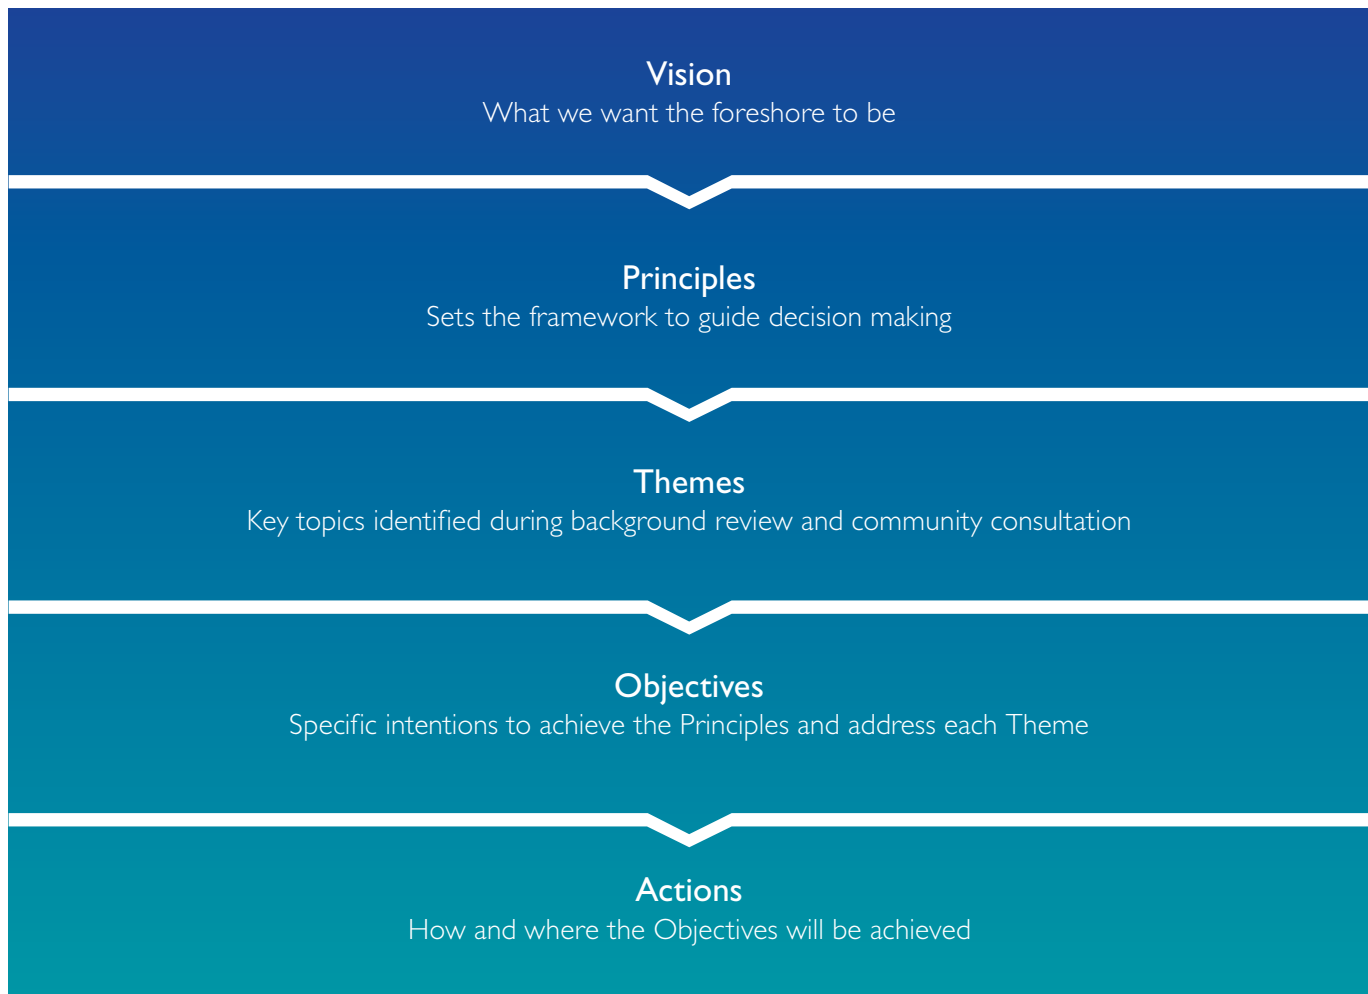 Vision
What we want the foreshore to be
Principles
Sets the framework to guide decision making
Themes
Key topics identified during background review and community consultation
Objectives
Specific intentions to achieve the Principles and address each Theme
Actions
How and where the Objectives will be achieved